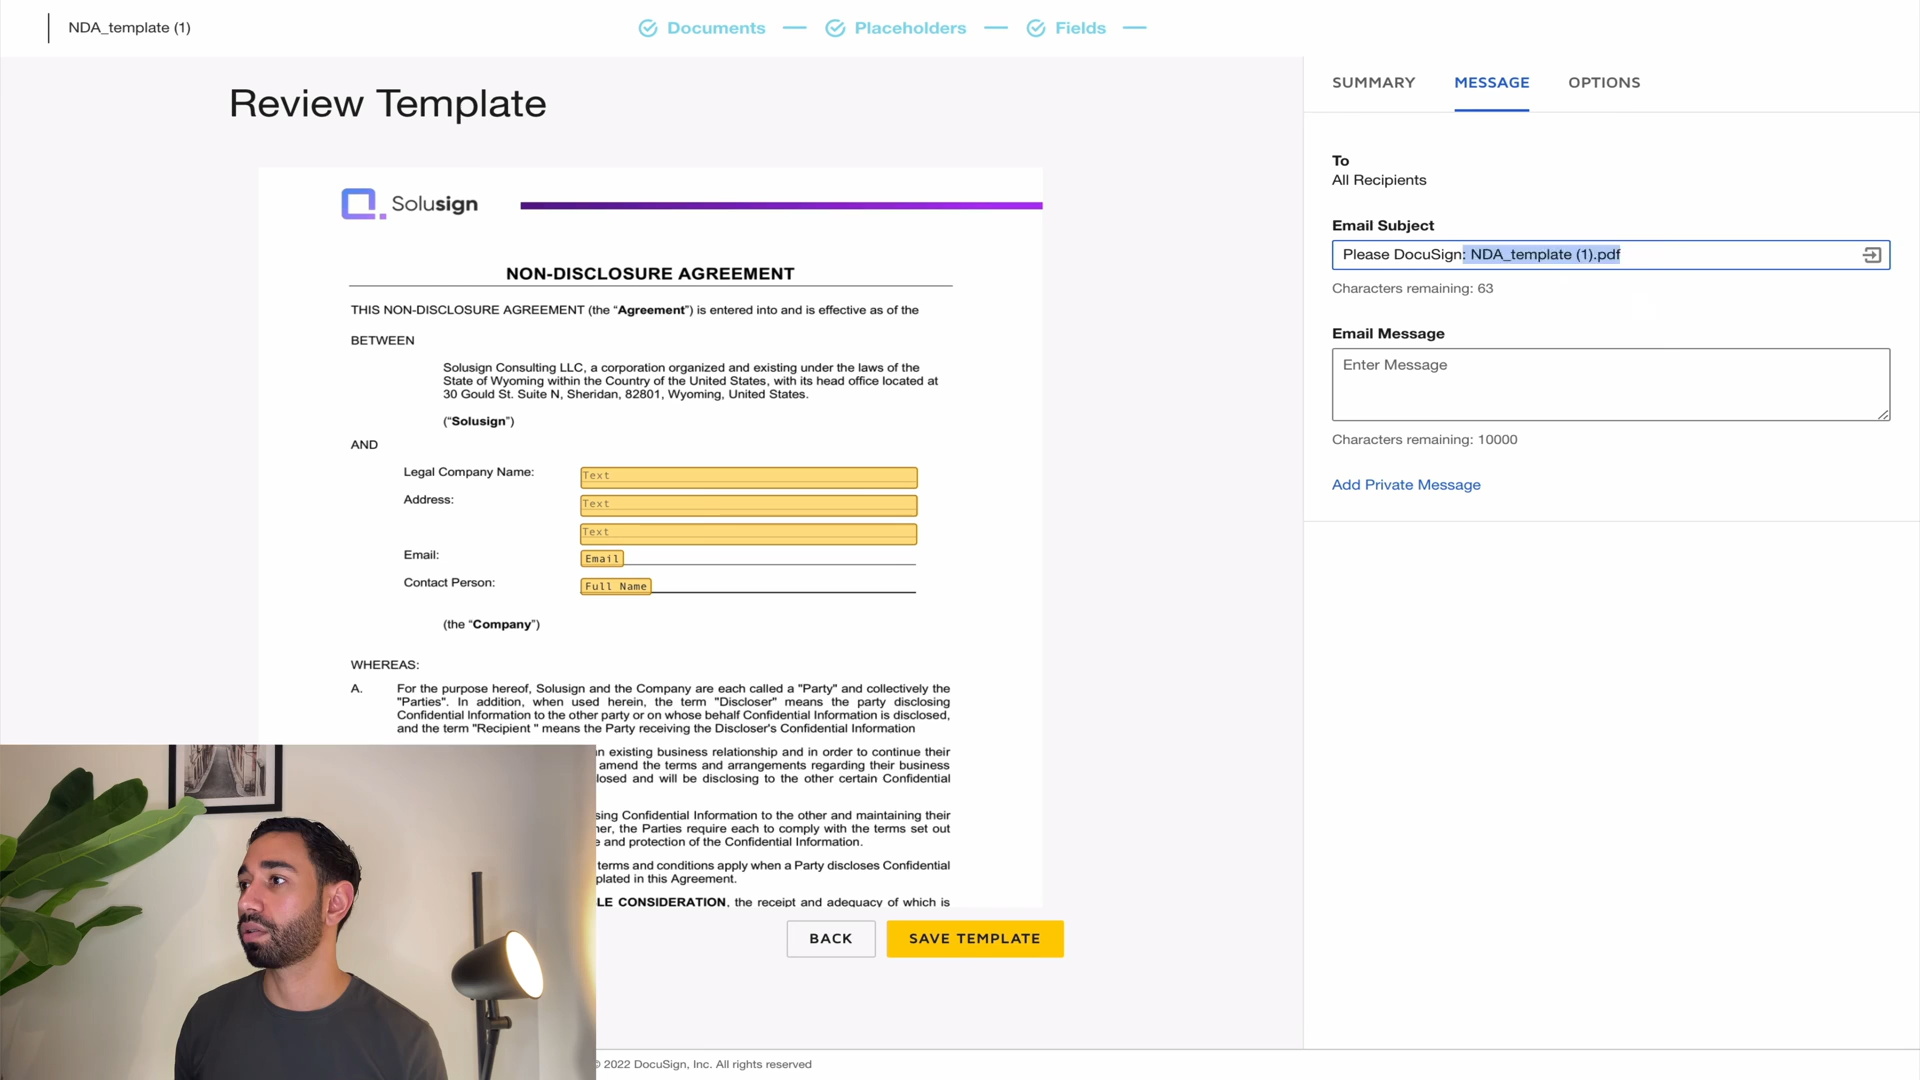 NDA_template (1)
Documents
Placeholders
Fields
Review Template
Solusign
NON-DISCLOSURE AGREEMENT
THIS NON-DISCLOSURE AGREEMENT (the “Agreement”) is entered into and is effective as of the
BETWEEN
Solusign Consulting LLC, a corporation organized and existing under the laws of the
State of Wyoming within the Country of the United States, with its head office located at
30 Gould St. Suite N, Sheridan, 82801, Wyoming, United States.
(“Solusign”)
AND
Legal Company Name:
Text
Address:
Text
Text
Email:
Email
Contact Person:
Full Name
(the “Company”)
WHEREAS:
A. For the purpose hereof, Solusign and the Company are each called a "Party" and collectively the
"Parties". In addition, when used herein, the term "Discloser" means the party disclosing
Confidential Information to the other party or on whose behalf Confidential Information is disclosed,
and the term "Recipient " means the Party receiving the Discloser's Confidential Information
n existing business relationship and in order to continue their
amend the terms and arrangements regarding their business
losed and will be disclosing to the other certain Confidential
sing Confidential Information to the other and maintaining their
er, the Parties require each to comply with the terms set out
e and protection of the Confidential Information.
terms and conditions apply when a Party discloses Confidential
plated in this Agreement.
LE CONSIDERATION, the receipt and adequacy of which is
BACK
SAVE TEMPLATE
© 2022 DocuSign, Inc. All rights reserved
SUMMARY
MESSAGE
OPTIONS
To
All Recipients
Email Subject
Please DocuSign: NDA_template (1).pdf
Characters remaining: 63
Email Message
Enter Message
Characters remaining: 10000
Add Private Message